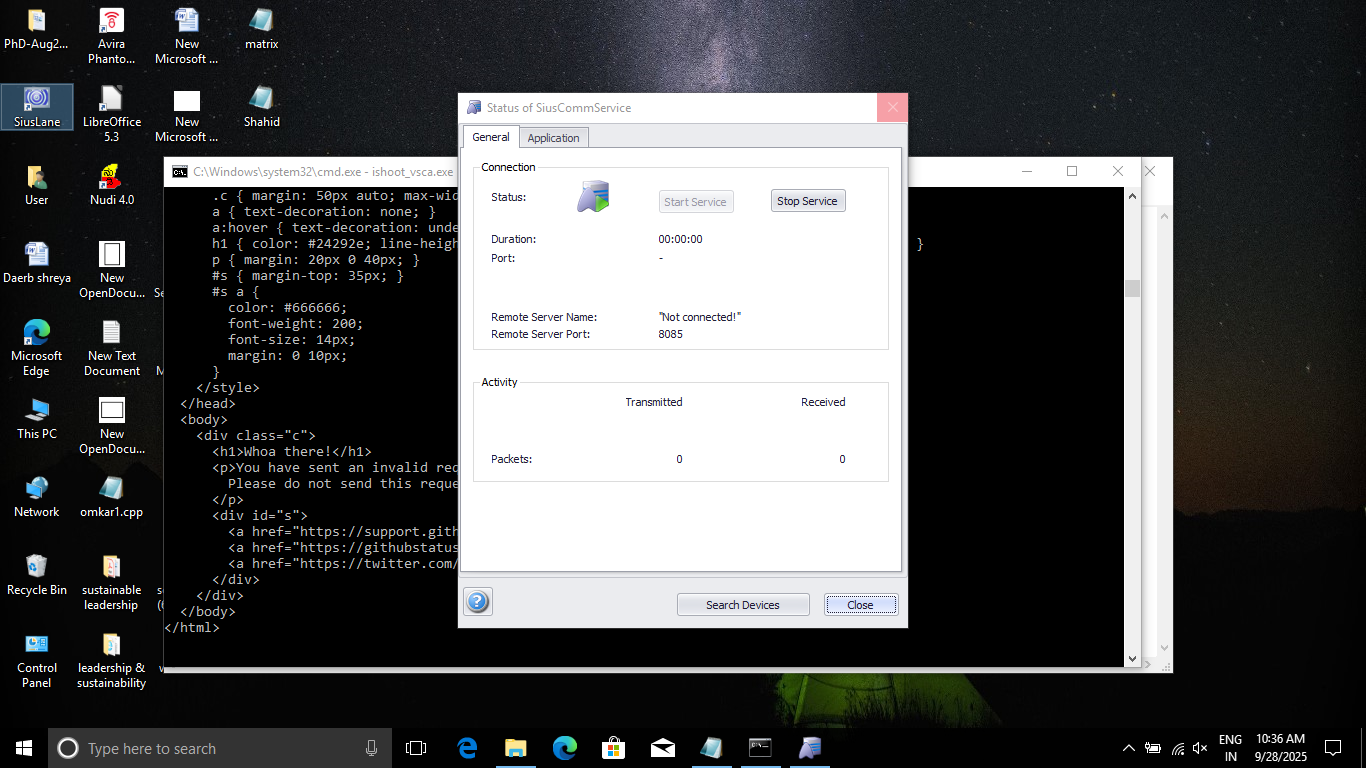 PhD-Aug2...
Avira
Phanto...
New
Microsoft ...
matrix
SiusLane
LibreOffice
5.3
New
Microsoft ...
Shahid
User
Nudi 4.0
Daerb shreya
New
OpenDocu...
Se
Microsoft
Edge
New Text
Document
M
This PC
New
OpenDocu...
Network
omkar1.cpp
Recycle Bin
sustainable
leadership
Control
Panel
leadership &
sustainability
C:\Windows\system32\cmd.exe - ishoot_vsca.exe
.c { margin: 50px auto; max-wid
a { text-decoration: none; }
a:hover { text-decoration: unde
h1 { color: #24292e; line-heigh
}
p { margin: 20px 0 40px; }
#s { margin-top: 35px; }
#s a {
color: #666666;
font-weight: 200;
font-size: 14px;
margin: 0 10px;
}
</style>
</head>
<body>
<div class="c">
<h1>Whoa there!</h1>
<p>You have sent an invalid req
Please do not send this reque
</p>
<div id="s">
<a href="https://support.gith
<a href="https://githubstatus
<a href="https://twitter.com/
</div>
</div>
</body>
</html>
Status of SiusCommService
General Application
Connection
Status: Start Service Stop Service
Duration: 00:00:00
Port: -
Remote Server Name: "Not connected!"
Remote Server Port: 8085
Activity
Transmitted Received
Packets: 0 0
? Search Devices Close
Type here to search
ENG
IN
10:36 AM
9/28/2025